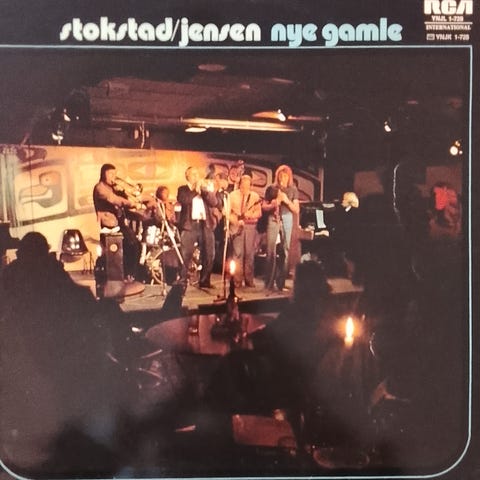 stokstad/jensen nye gamle
RCA
YNJL 1-720
INTERNATIONAL
YNJK 1-720